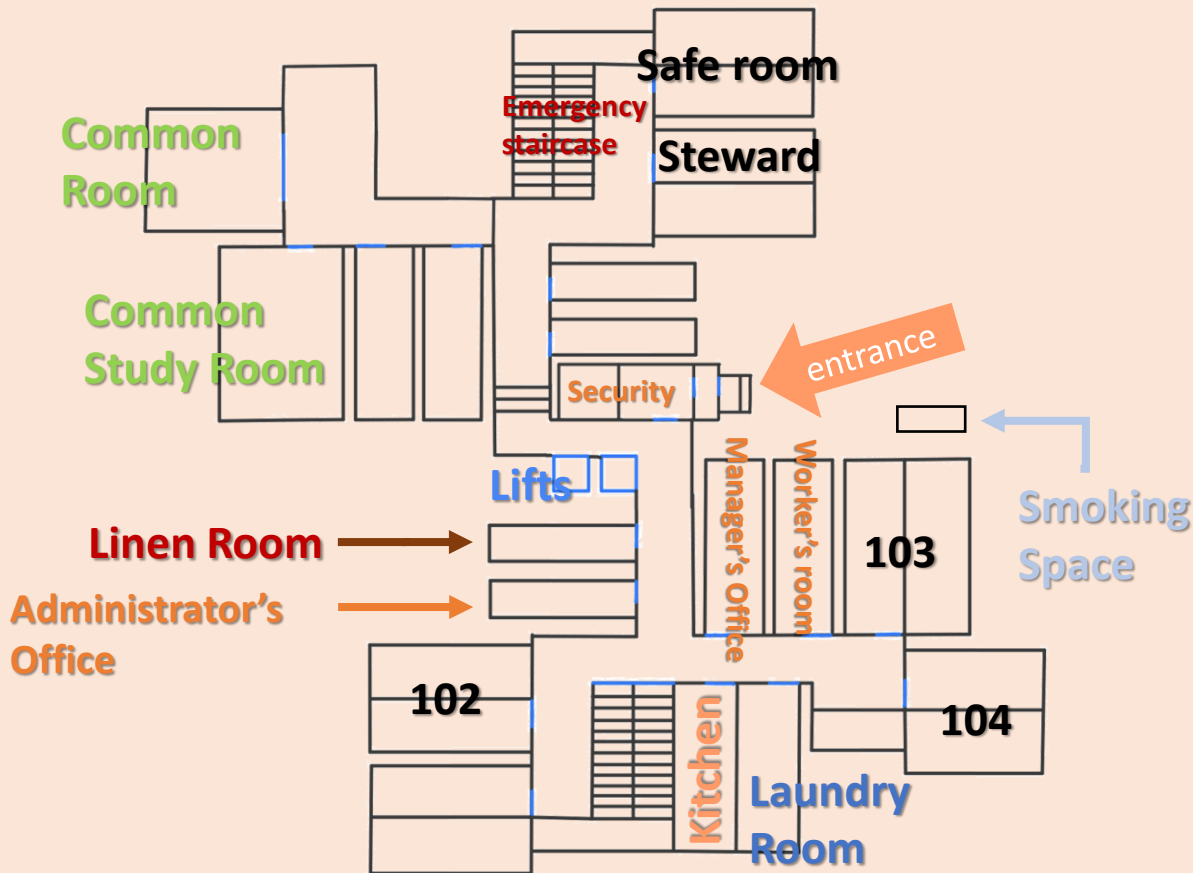 Safe room
Emergency
staircase
Common
Room
Steward
Common
Study Room
entrance
Security
Lifts
Manager's Office
Worker's room
Smoking
Space
Linen Room
103
Administrator's
Office
102
104
Kitchen
Laundry
Room